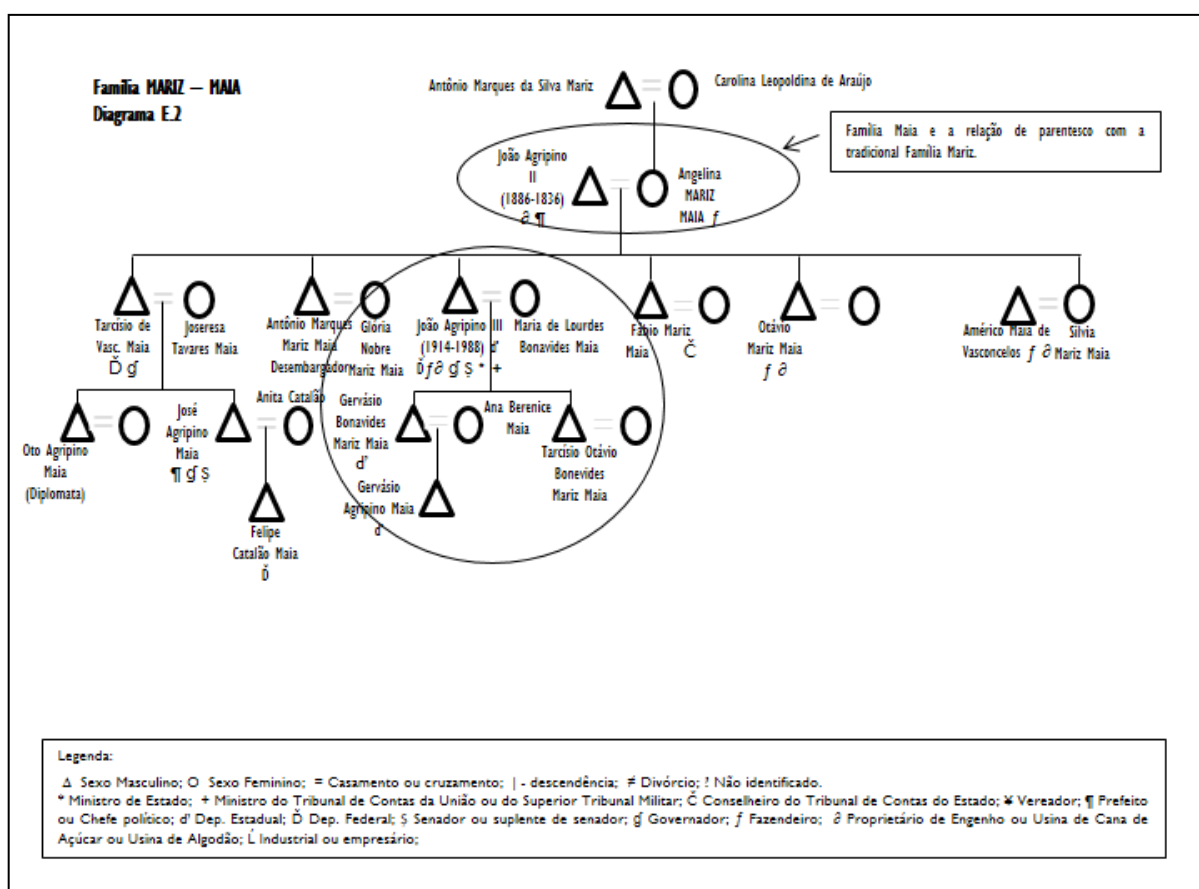 Família MARIZ – MAIA
Diagrama E.2
Antônio Marques da Silva Mariz
Carolina Leopoldina de Araújo
Família Maia e a relação de parentesco com a
tradicional Família Mariz.
João Agripino
II
(1886-1836)
∂ ¶
Angelina
MARIZ
MAIA ƒ
Tarcísio de
Vasc. Maia
Ď ɠ
Joseresa
Tavares Maia
Antônio Marques
Mariz Maia
Desembargador
Glória
Nobre
Mariz Maia
João Agripino III
(1914-1988) ď
Ď ƒ ∂ ɠ Ș * +
Maria de Lourdes
Bonavides Maia
Fábio Mariz
Maia Č
Otávio
Mariz Maia
ƒ ∂
Américo Maia de
Vasconcelos ƒ ∂
Silvia
Mariz Maia
Oto Agripino
Maia
(Diplomata)
José
Agripino
Maia
¶ ɠ Ș
Anita Catalão
Gervásio
Bonavides
Mariz Maia
ď
Ana Berenice
Maia
Tarcísio Otávio
Bonevides
Mariz Maia
Felipe
Catalão Maia
Ď
Gervásio
Agripino Maia
ď
Legenda:
Δ Sexo Masculino; O Sexo Feminino; = Casamento ou cruzamento; | - descendência; ≠ Divórcio; ! Não identificado.
* Ministro de Estado; + Ministro do Tribunal de Contas da União ou do Superior Tribunal Militar; Č Conselheiro do Tribunal de Contas do Estado; ¥ Vereador; ¶ Prefeito
ou Chefe político; ď Dep. Estadual; Ď Dep. Federal; Ș Senador ou suplente de senador; ɠ Governador; ƒ Fazendeiro; ∂ Proprietário de Engenho ou Usina de Cana de
Açúcar ou Usina de Algodão; Ĺ Industrial ou empresário;